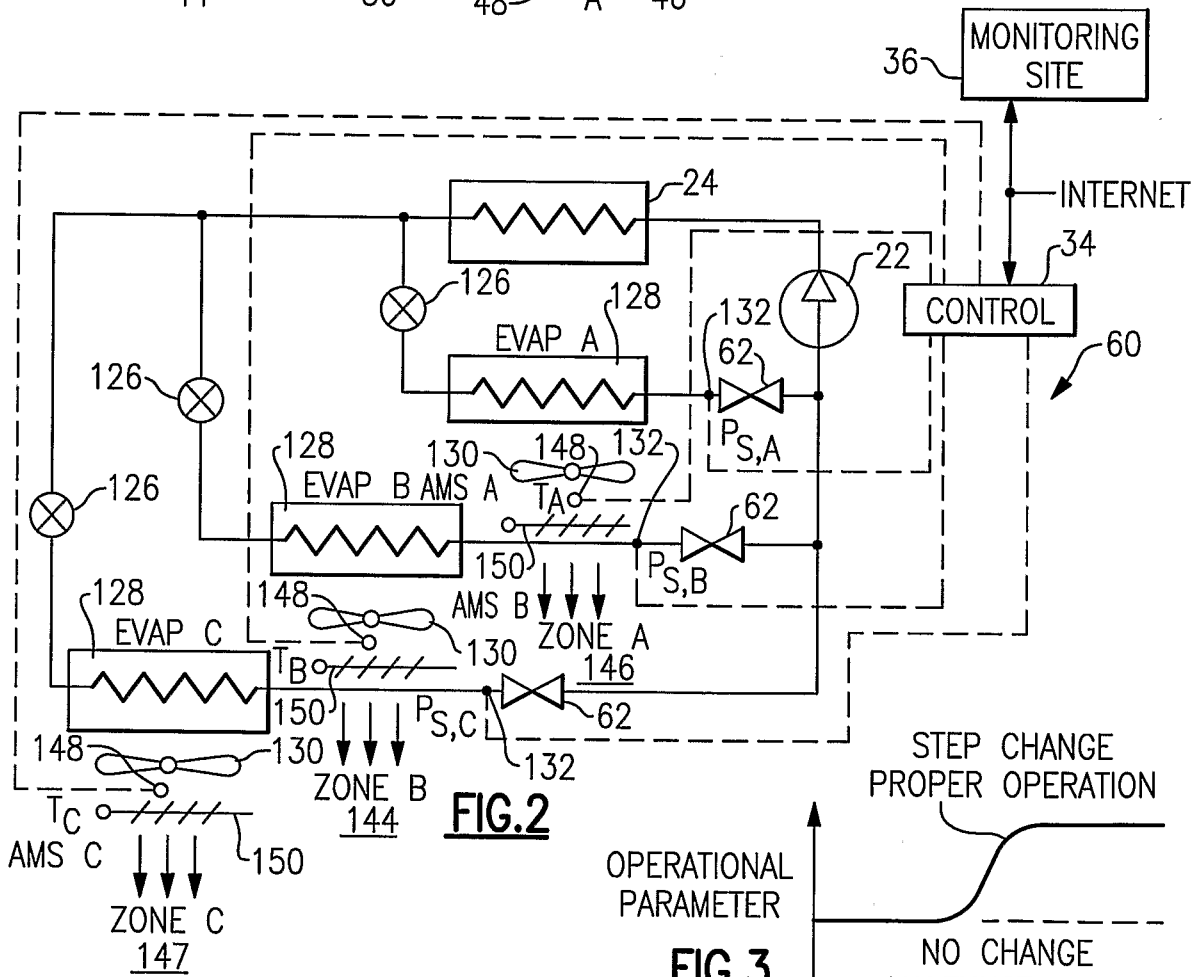 MONITORING
SITE
36
INTERNET
24
34
22
CONTROL
60
126
128
132
EVAP A
62
126
P_S,A
128
130
148
132
EVAP B
AMS A
T_A
62
126
150
P_S,B
128
148
AMS B
ZONE A
EVAP C
130
146
T_B
150
P_S,C
62
148
130
132
ZONE B
144
FIG.2
T_C
AMS C
150
ZONE C
147
STEP CHANGE
PROPER OPERATION
OPERATIONAL
PARAMETER
NO CHANGE
FIG.3